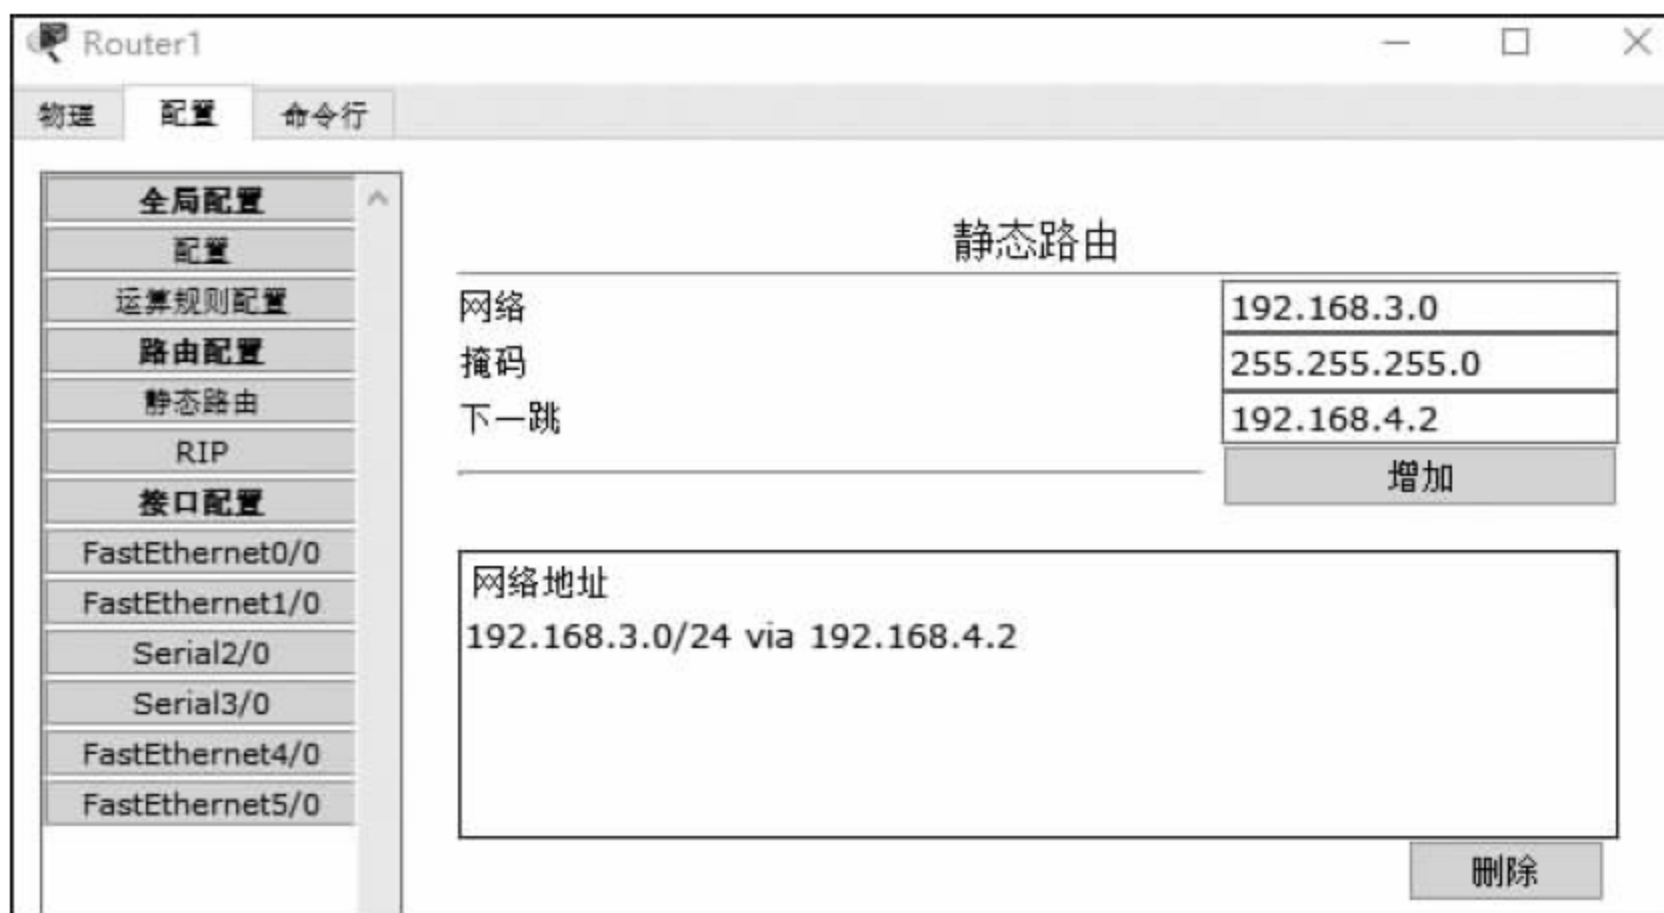 Router1
物理 配置 命令行
全局配置
配置
运算规则配置
路由配置
静态路由
RIP
接口配置
FastEthernet0/0
FastEthernet1/0
Serial2/0
Serial3/0
FastEthernet4/0
FastEthernet5/0
静态路由
网络 192.168.3.0
掩码 255.255.255.0
下一跳 192.168.4.2
增加
网络地址
192.168.3.0/24 via 192.168.4.2
删除